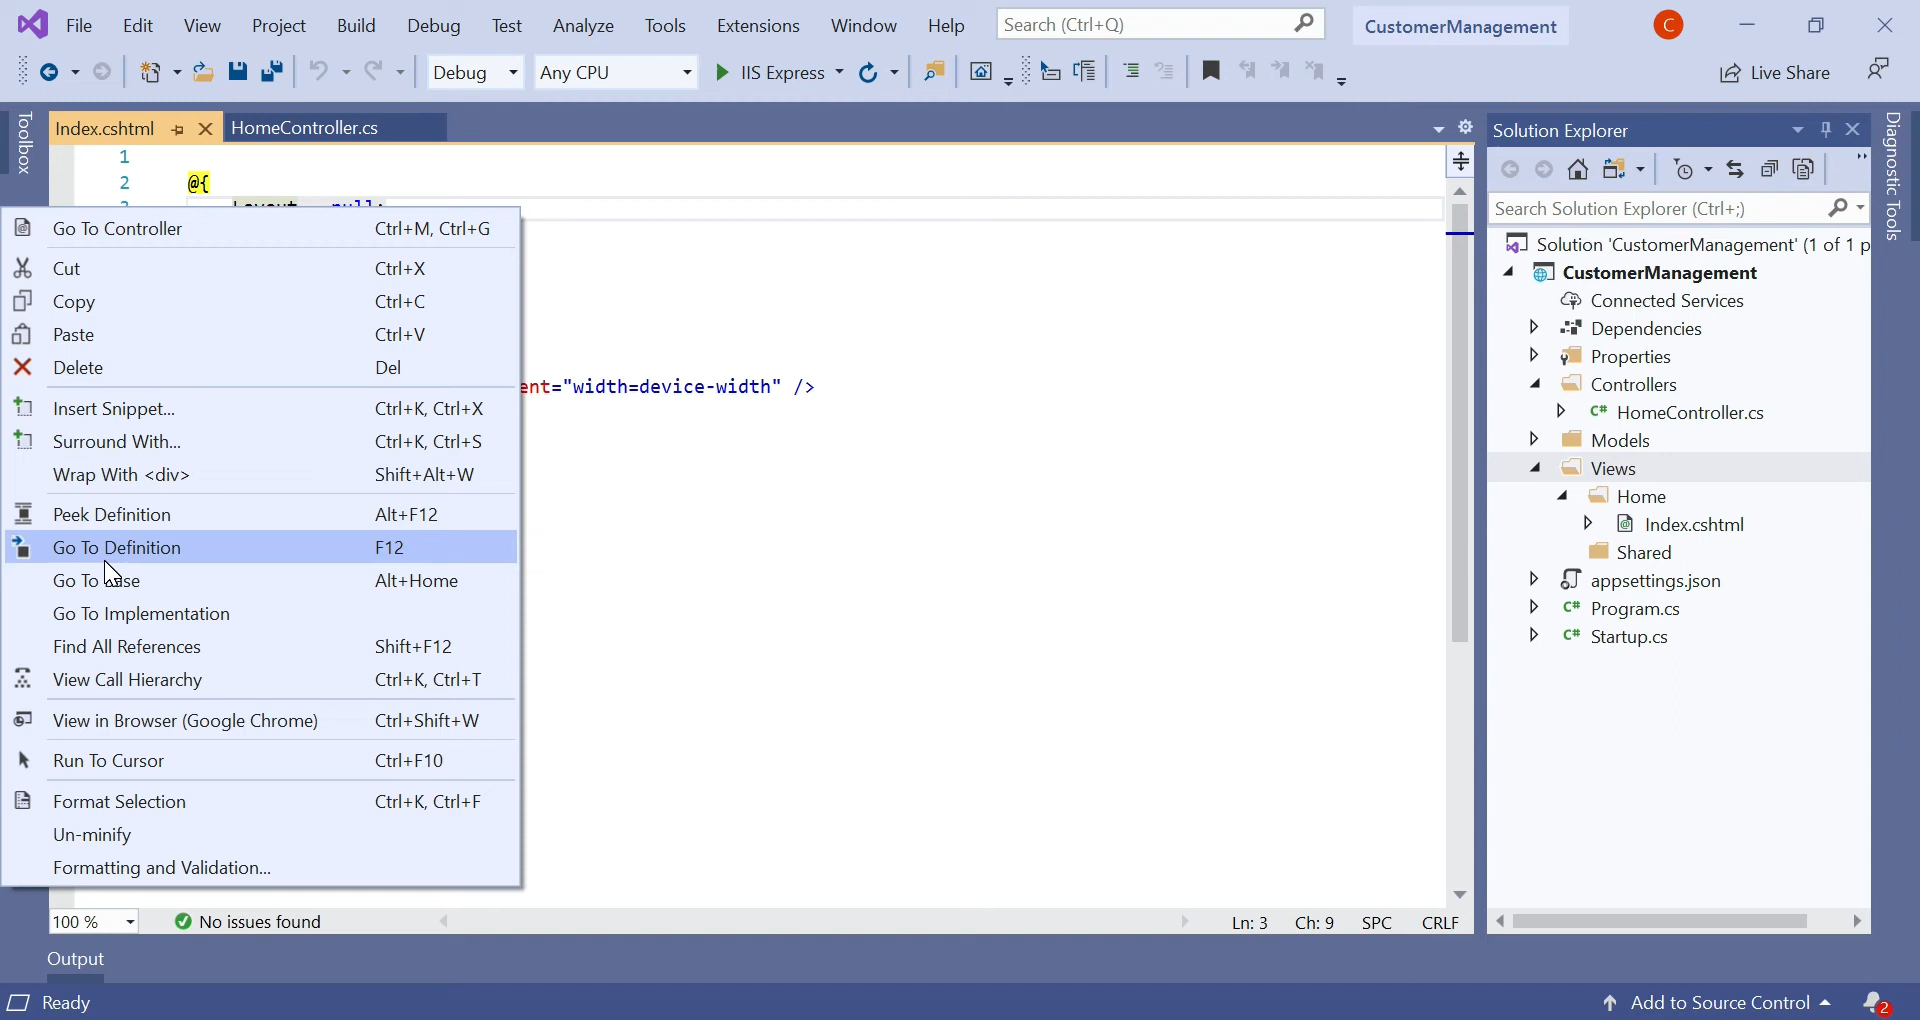 File Edit View Project Build Debug Test Analyze Tools Extensions Window Help Search (Ctrl+Q) CustomerManagement C
Debug Any CPU IIS Express Live Share
Toolbox
Index.cshtml HomeController.cs
1
2 @{
Go To Controller Ctrl+M, Ctrl+G
Cut Ctrl+X
Copy Ctrl+C
Paste Ctrl+V
Delete Del
ent="width=device-width" />
Insert Snippet... Ctrl+K, Ctrl+X
Surround With... Ctrl+K, Ctrl+S
Wrap With <div> Shift+Alt+W
Peek Definition Alt+F12
Go To Definition F12
Go To Alt+Home
Go To Implementation
Find All References Shift+F12
View Call Hierarchy Ctrl+K, Ctrl+T
View in Browser (Google Chrome) Ctrl+Shift+W
Run To Cursor Ctrl+F10
Format Selection Ctrl+K, Ctrl+F
Un-minify
Formatting and Validation...
100 % No issues found Ln: 3 Ch: 9 SPC CRLF
Solution Explorer
Search Solution Explorer (Ctrl+;)
Solution 'CustomerManagement' (1 of 1 p
CustomerManagement
Connected Services
Dependencies
Properties
Controllers
C# HomeController.cs
Models
Views
Home
Index.cshtml
Shared
appsettings.json
C# Program.cs
C# Startup.cs
Diagnostic Tools
Output
Ready Add to Source Control 2